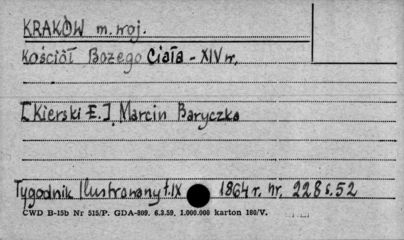 KRAKÓW m. woj.
Kościół Bożego Ciała - XIV w.
[Kierski E.]. Marcin Baryczka
Tygodnik Ilustrowany t.IX 1864 r. nr. 228 s. 52
CWD B-15b Nr 515/P. GDA-809. 6.3.59. 1.000.000 karton 180/V.